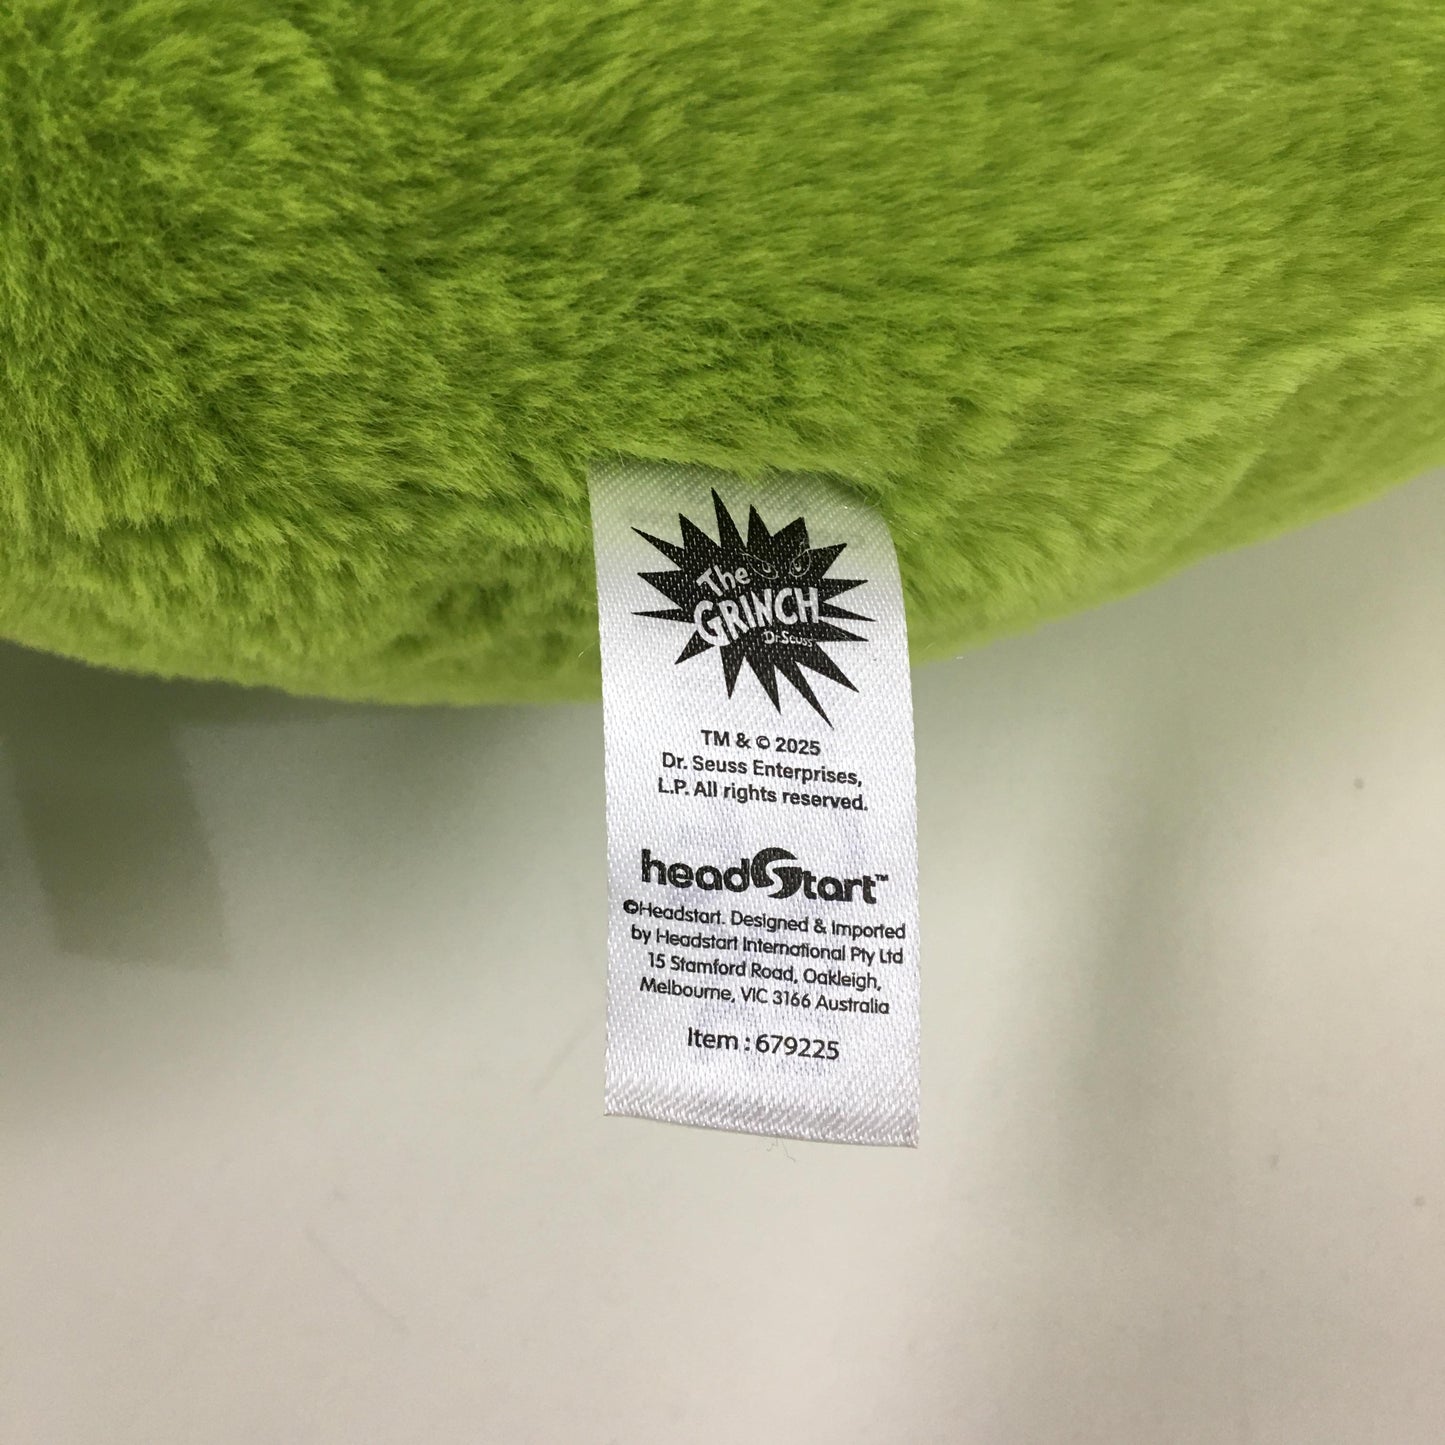 The
GRINCH
Dr. Seuss
TM & © 2025
Dr. Seuss Enterprises,
L.P. All rights reserved.
headStart™
©Headstart. Designed & Imported
by Headstart International Pty Ltd
15 Stamford Road, Oakleigh,
Melbourne, VIC 3166 Australia
Item : 679225